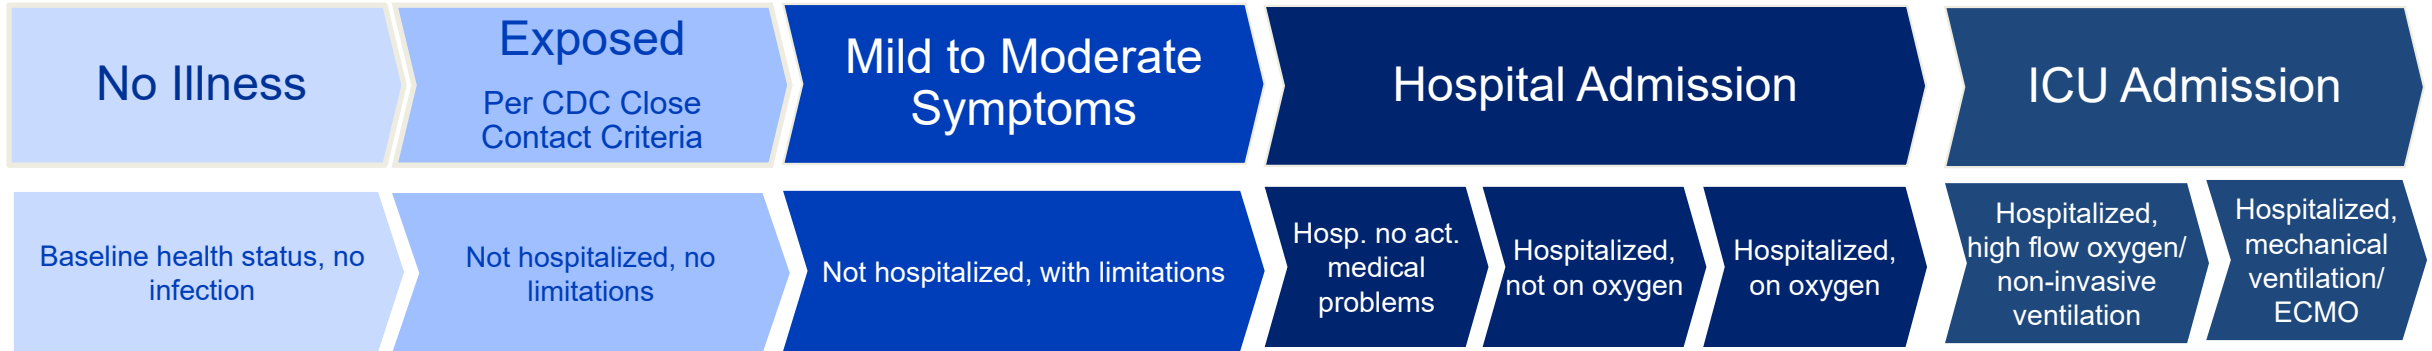 No Illness
Exposed
Per CDC Close
Contact Criteria
Mild to Moderate
Symptoms
Hospital Admission
ICU Admission
Baseline health status, no
infection
Not hospitalized, no
limitations
Not hospitalized, with limitations
Hosp. no act.
medical
problems
Hospitalized,
not on oxygen
Hospitalized,
on oxygen
Hospitalized,
high flow oxygen/
non-invasive
ventilation
Hospitalized,
mechanical
ventilation/
ECMO